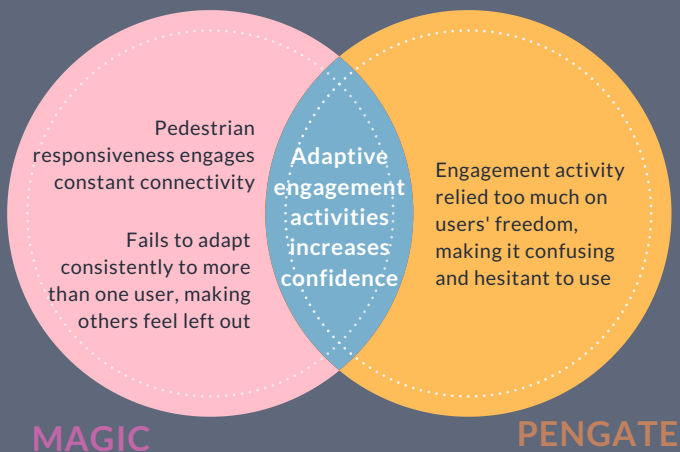 Pedestrian
responsiveness engages
constant connectivity
Fails to adapt
consistently to more
than one user, making
others feel left out
Adaptive
engagement
activities
increases
confidence
Engagement activity
relied too much on
users' freedom,
making it confusing
and hesitant to use
MAGIC
PENGATE